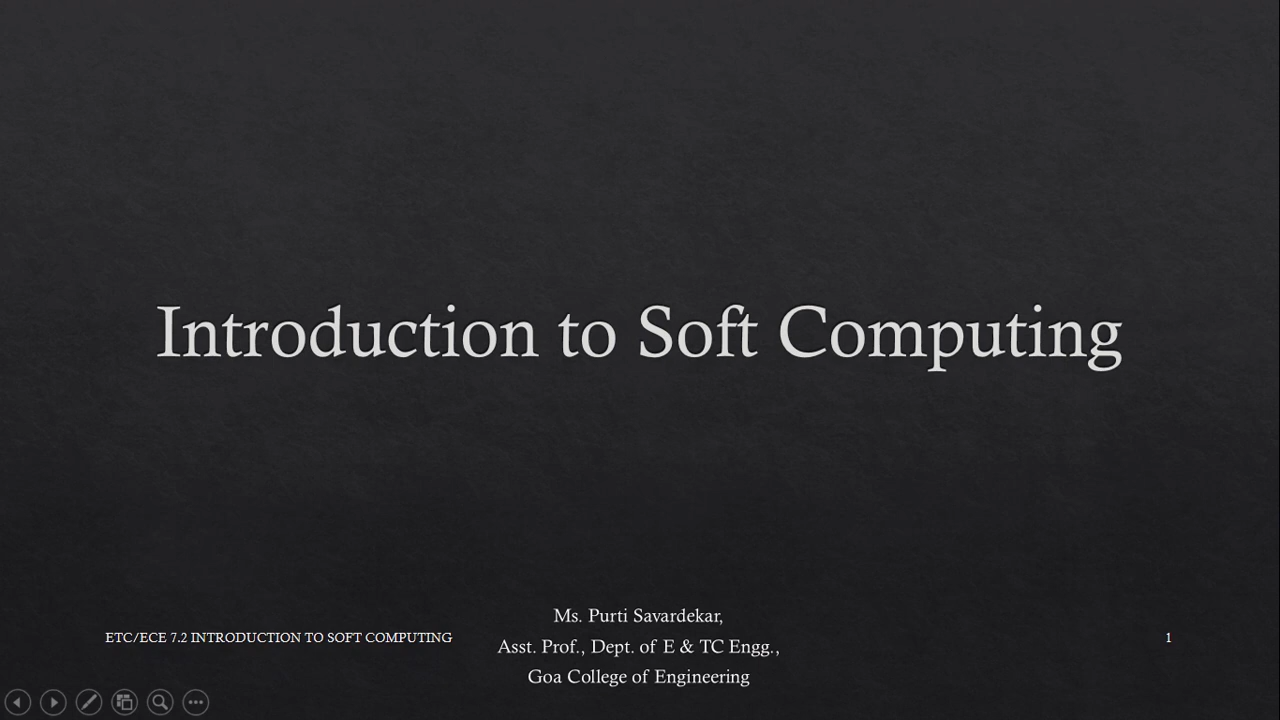 Introduction to Soft Computing
Ms. Purti Savardekar,
ETC/ECE 7.2 INTRODUCTION TO SOFT COMPUTING
1
Asst. Prof., Dept. of E & TC Engg.,
Goa College of Engineering